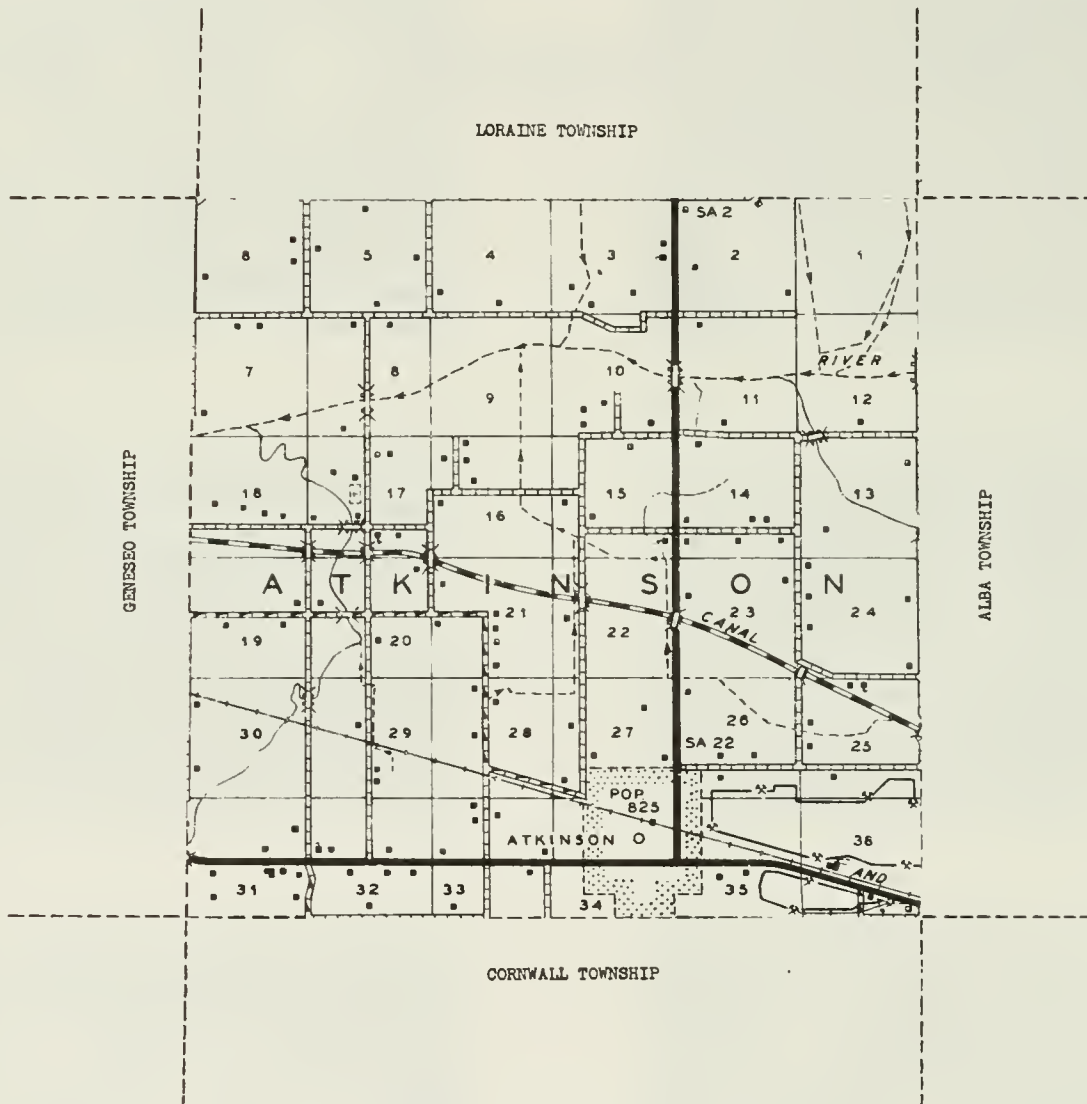 LORAINE TOWNSHIP
SA 2
8 5 4 3 2 1
RIVER
7 8 9 10 11 12
GENESEO TOWNSHIP
18 17 16 15 14 13
ALBA TOWNSHIP
ATKINSON
19 20 21 22 23 24
CANAL
30 29 28 27 26 25
SA 22
POP
825
ATKINSON
36
AND
31 32 33 34 35
CORNWALL TOWNSHIP